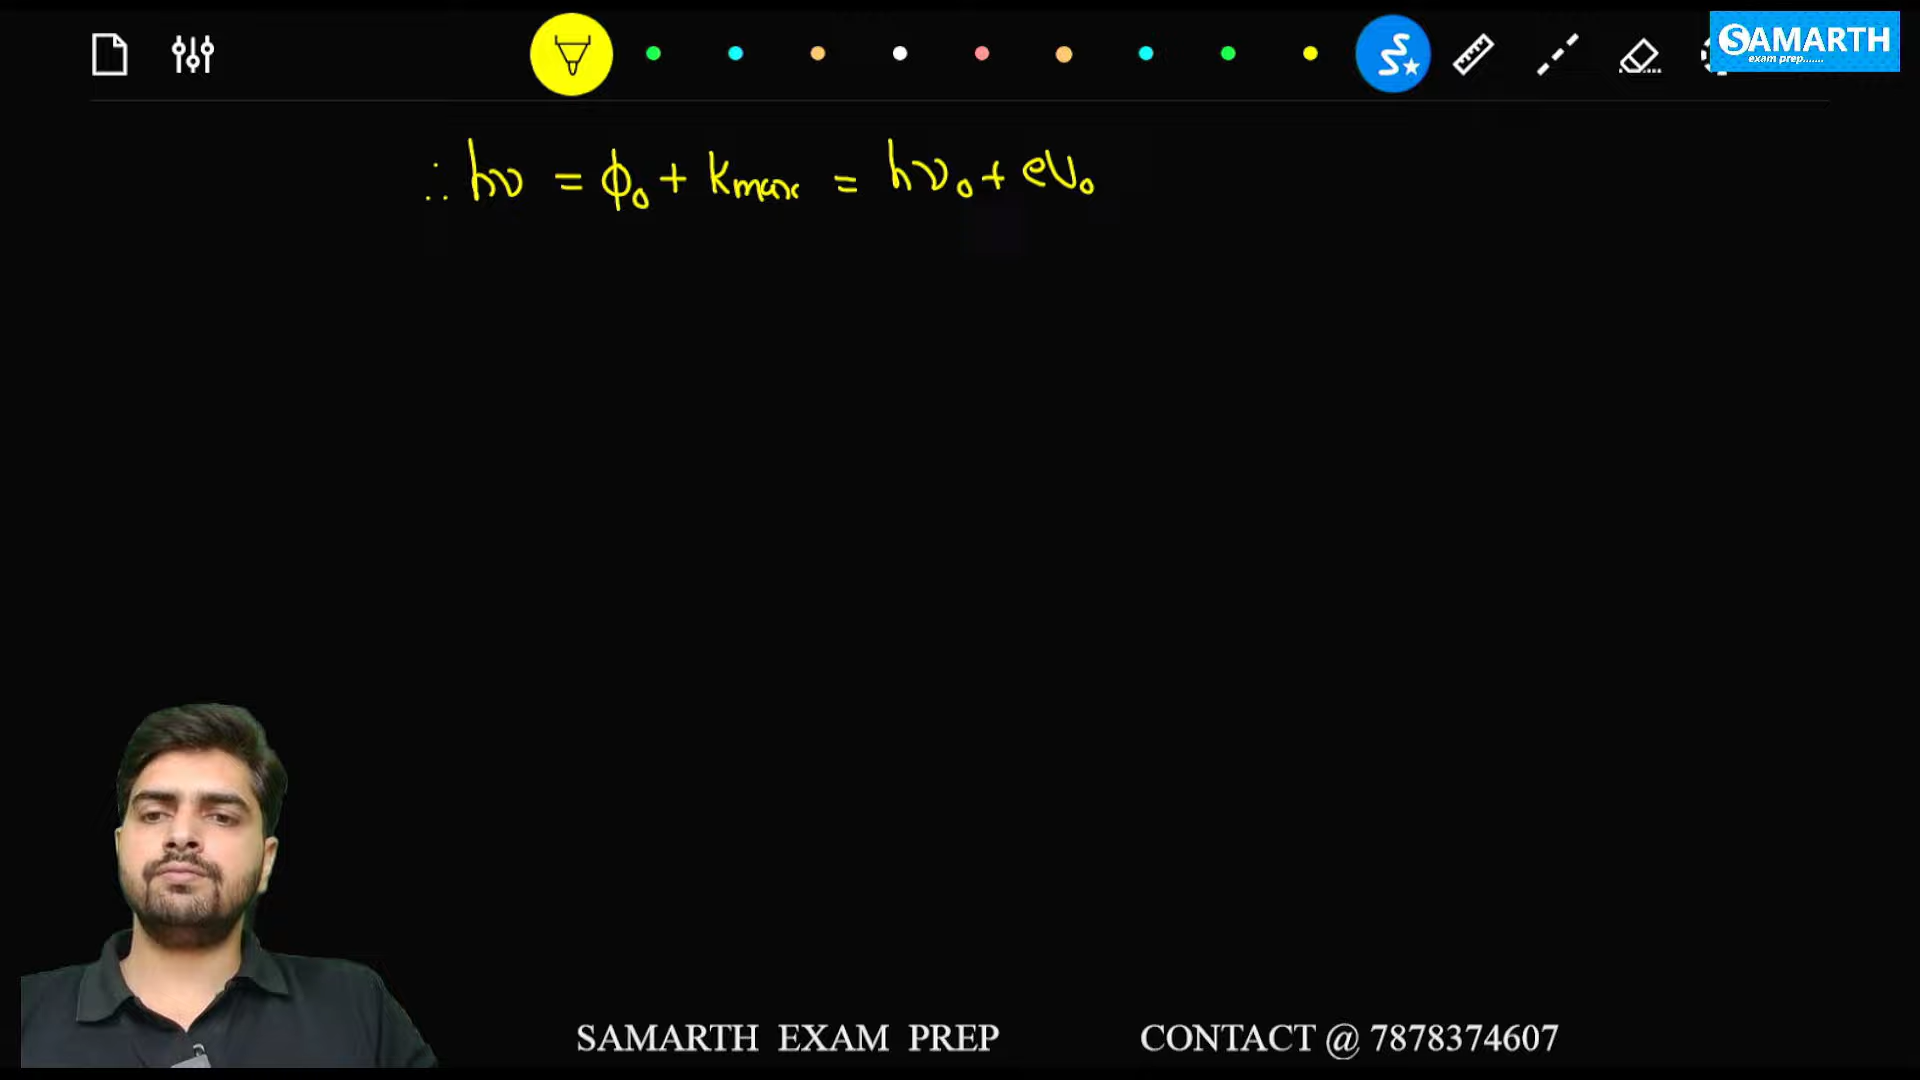 SAMARTH
exam prep.......
∴ hν = ϕ₀ + Kmax = hν₀ + eV₀
SAMARTH EXAM PREP CONTACT @ 7878374607